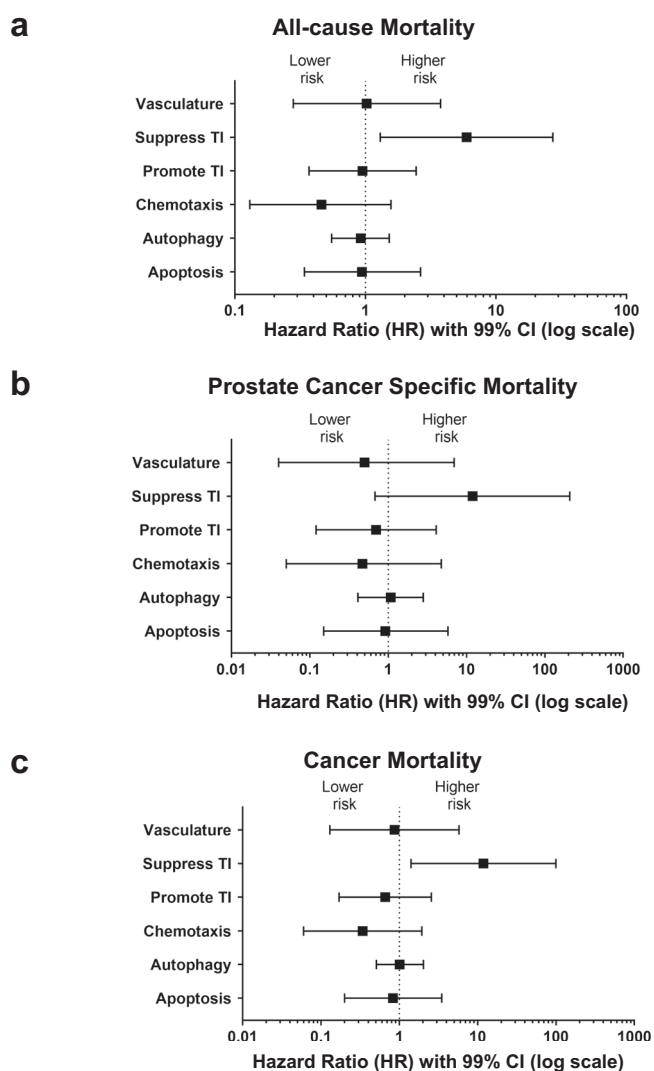 a
All-cause Mortality
Lower risk
Higher risk
Vasculature
Suppress TI
Promote TI
Chemotaxis
Autophagy
Apoptosis
0.1 1 10 100
Hazard Ratio (HR) with 99% CI (log scale)
b
Prostate Cancer Specific Mortality
Lower risk
Higher risk
Vasculature
Suppress TI
Promote TI
Chemotaxis
Autophagy
Apoptosis
0.01 0.1 1 10 100 1000
Hazard Ratio (HR) with 99% CI (log scale)
c
Cancer Mortality
Lower risk
Higher risk
Vasculature
Suppress TI
Promote TI
Chemotaxis
Autophagy
Apoptosis
0.01 0.1 1 10 100 1000
Hazard Ratio (HR) with 99% CI (log scale)